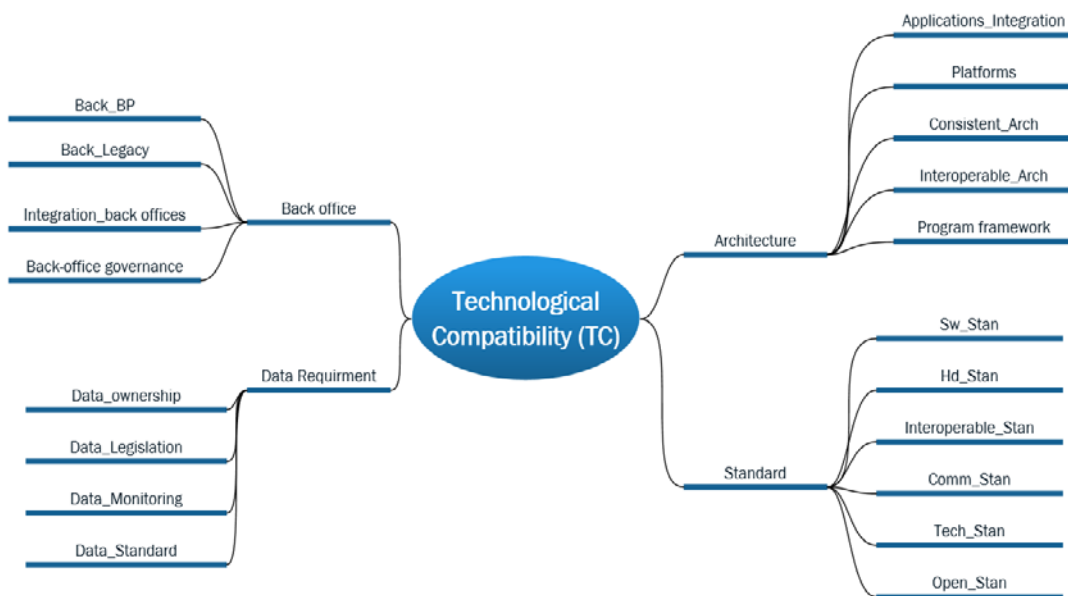 Applications_Integration
Platforms
Back_BP
Consistent_Arch
Back_Legacy
Interoperable_Arch
Integration_back offices
Back office
Program framework
Architecture
Back-office governance
Technological
Compatibility (TC)
Sw_Stan
Data Requirment
Hd_Stan
Data_ownership
Interoperable_Stan
Data_Legislation
Standard
Comm_Stan
Data_Monitoring
Tech_Stan
Data_Standard
Open_Stan